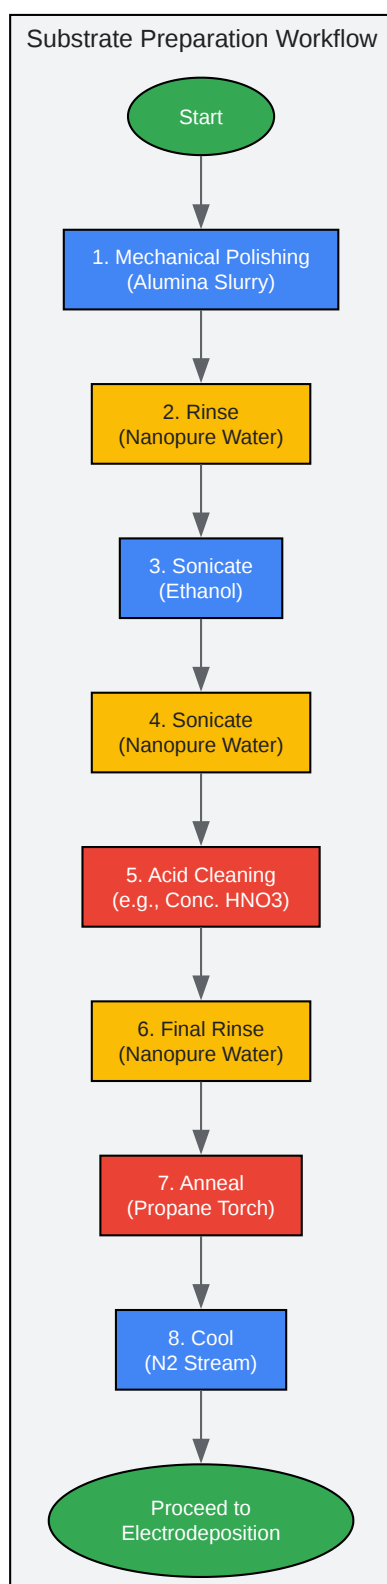 Substrate Preparation Workflow
Start
1. Mechanical Polishing
(Alumina Slurry)
2. Rinse
(Nanopure Water)
3. Sonicate
(Ethanol)
4. Sonicate
(Nanopure Water)
5. Acid Cleaning
(e.g., Conc. HNO3)
6. Final Rinse
(Nanopure Water)
7. Anneal
(Propane Torch)
8. Cool
(N2 Stream)
Proceed to
Electrodeposition